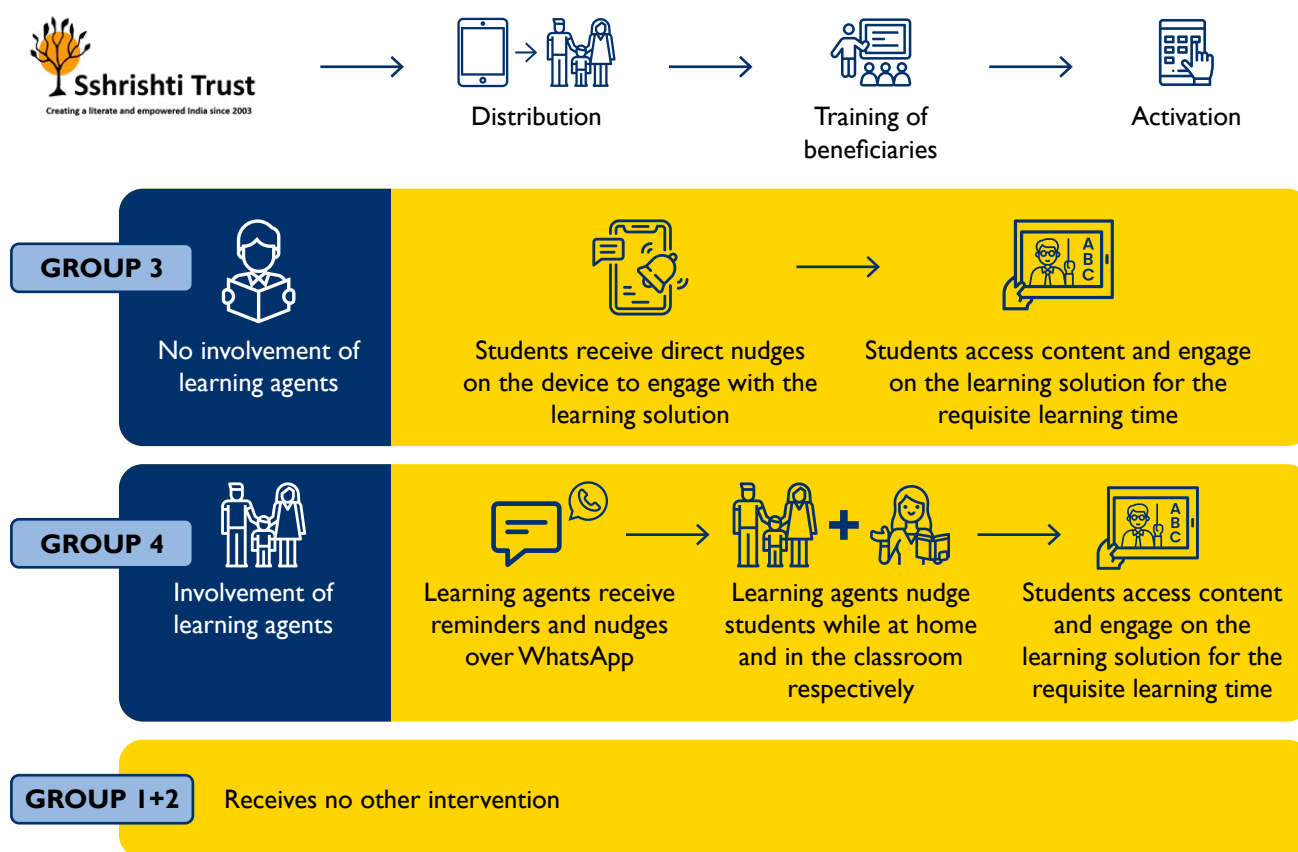 Sshrishti Trust
Creating a literate and empowered India since 2003
Distribution
Training of
beneficiaries
Activation
GROUP 3
No involvement of
learning agents
Students receive direct nudges
on the device to engage with the
learning solution
A
B
C
Students access content and engage
on the learning solution for the
requisite learning time
GROUP 4
Involvement of
learning agents
Learning agents receive
reminders and nudges
over WhatsApp
Learning agents nudge
students while at home
and in the classroom
respectively
A
B
C
Students access content
and engage on the
learning solution for the
requisite learning time
GROUP 1+2
Receives no other intervention